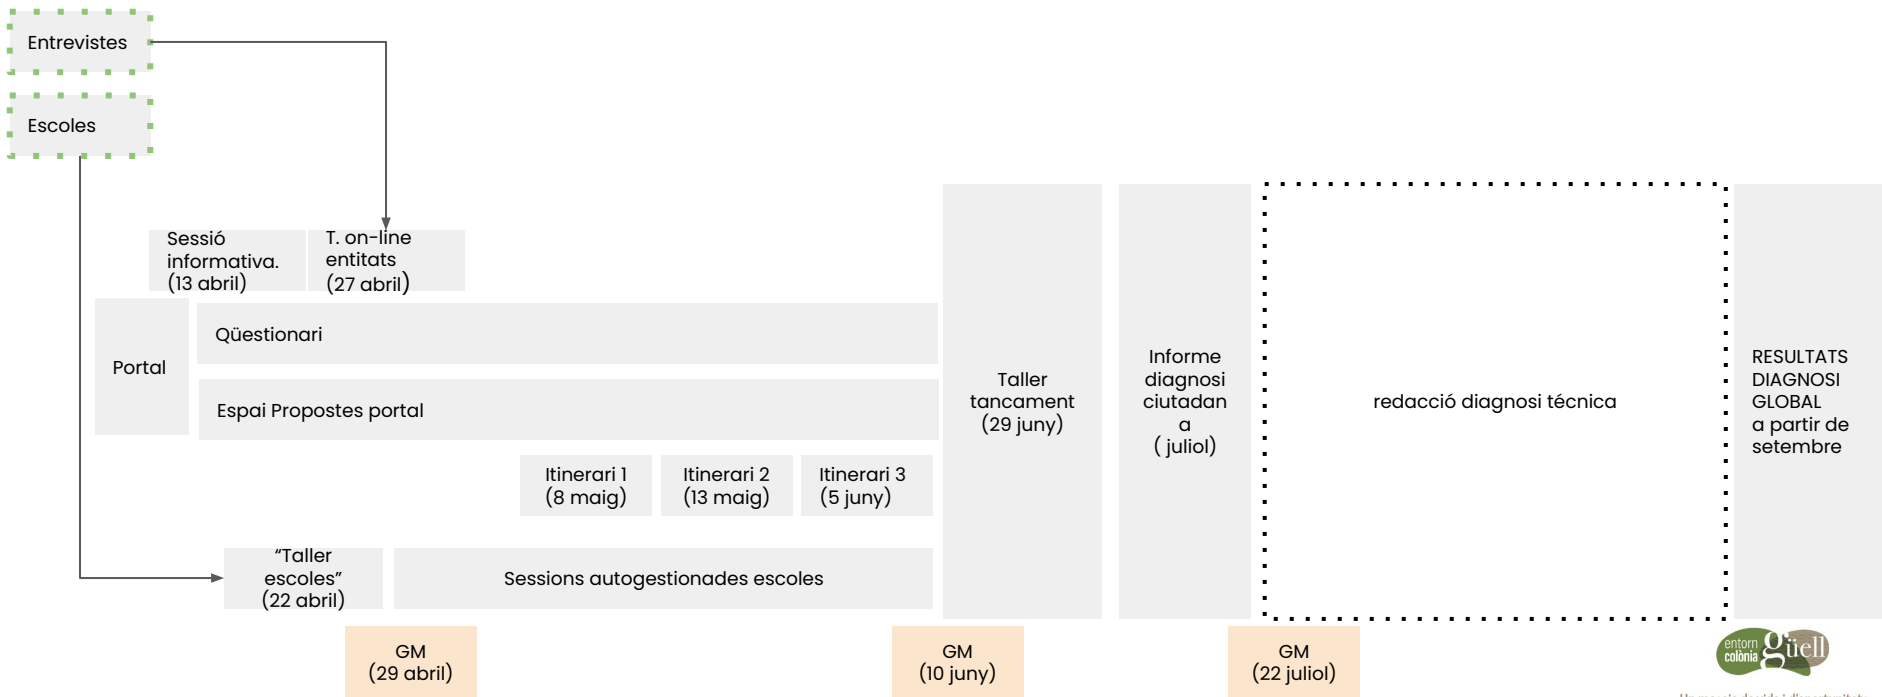 Entrevistes
Escoles
Sessió
informativa.
(13 abril)
T. on-line
entitats
(27 abril)
Portal
Qüestionari
Espai Propostes portal
Itinerari 1
(8 maig)
Itinerari 2
(13 maig)
Itinerari 3
(5 juny)
“Taller
escoles”
(22 abril)
Sessions autogestionades escoles
Taller
tancament
(29 juny)
Informe
diagnosi
ciutadan
a
( juliol)
redacció diagnosi técnica
RESULTATS
DIAGNOSI
GLOBAL
a partir de
setembre
GM
(29 abril)
GM
(10 juny)
GM
(22 juliol)
entorn
colònia
güell